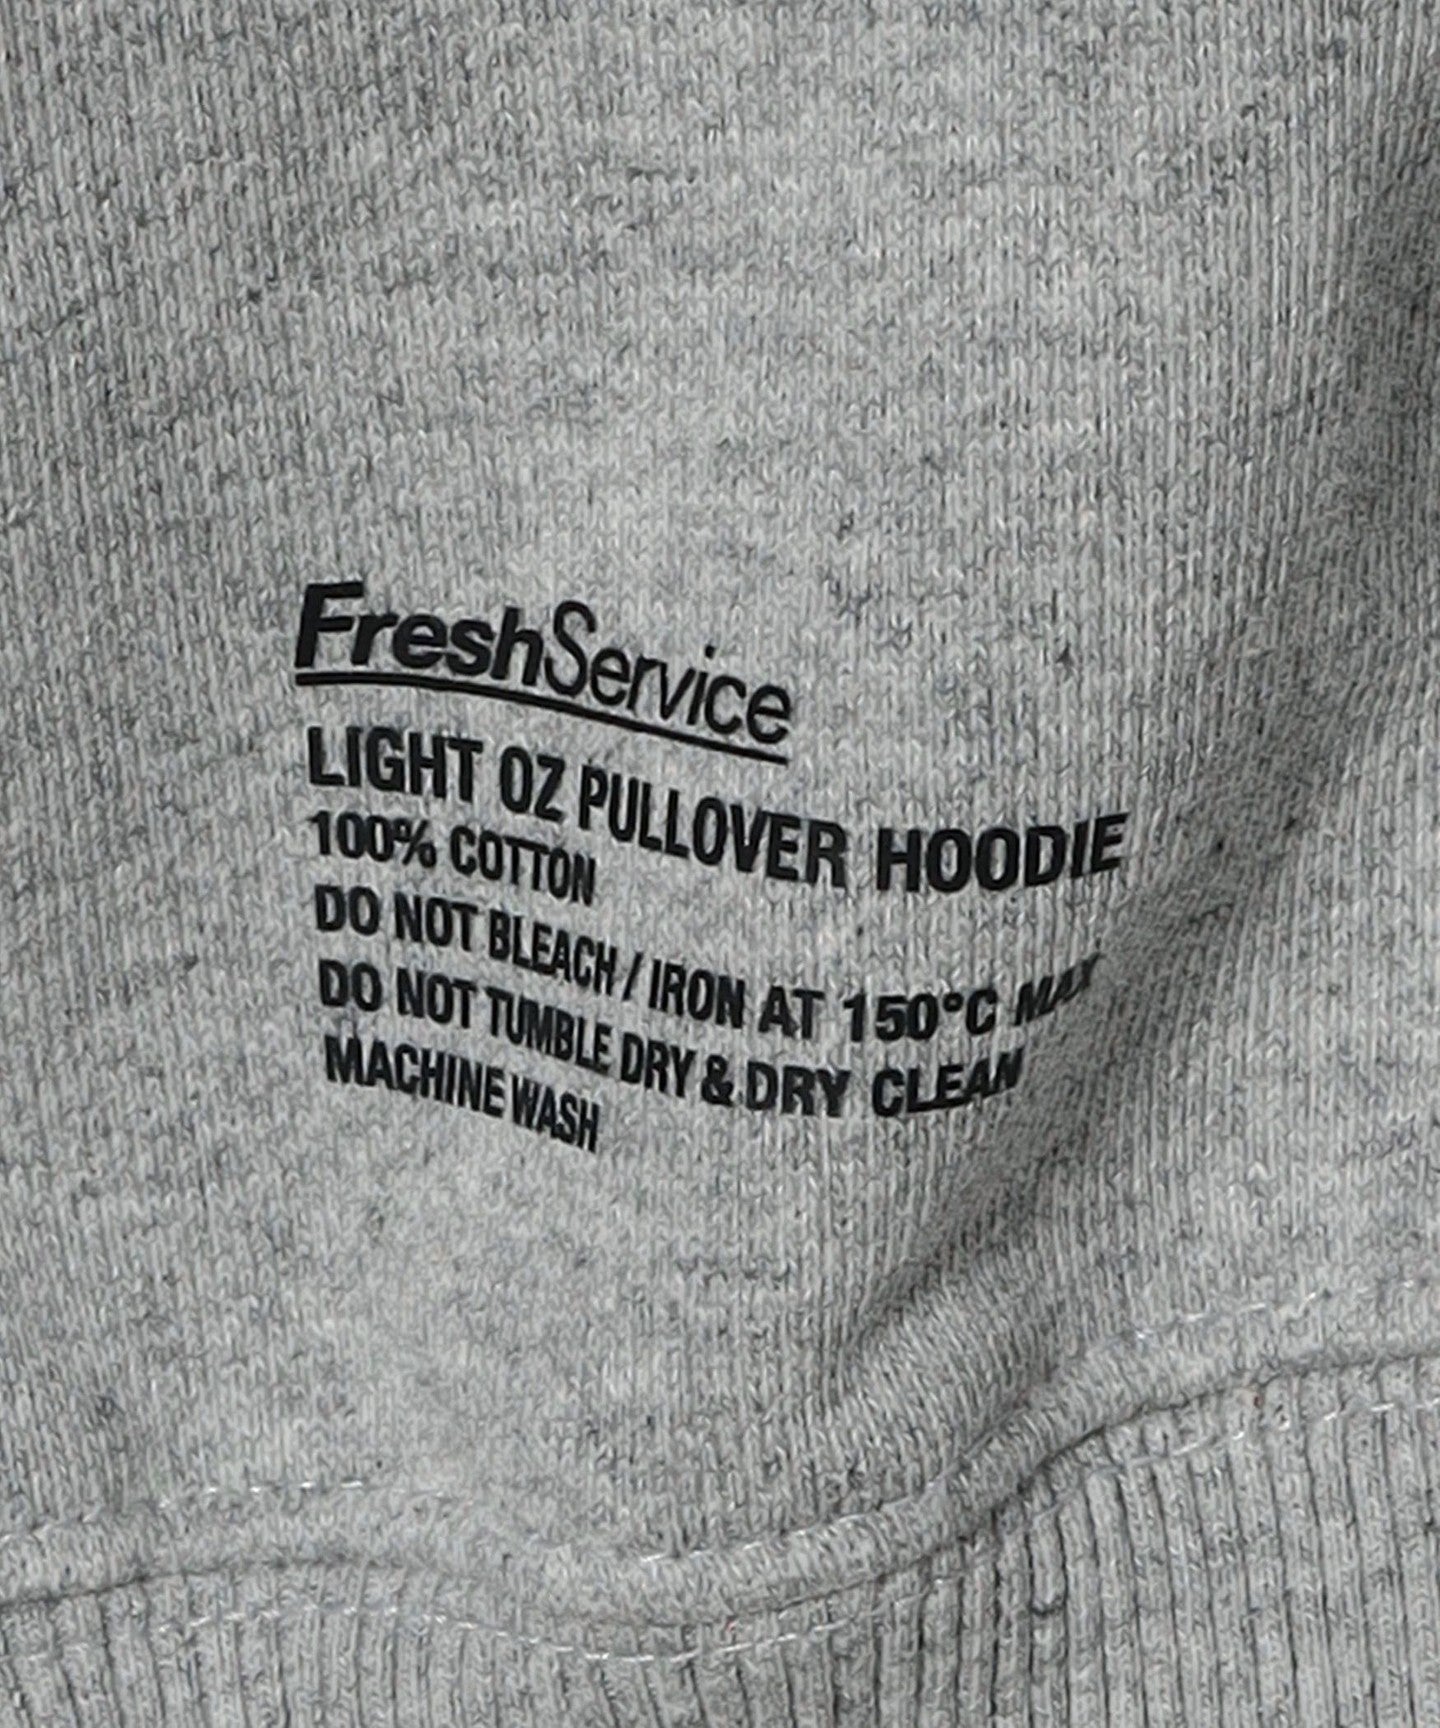 FreshService
LIGHT OZ PULLOVER HOODIE
100% COTTON
DO NOT BLEACH / IRON AT 150°C MAX
DO NOT TUMBLE DRY & DRY CLEAN
MACHINE WASH